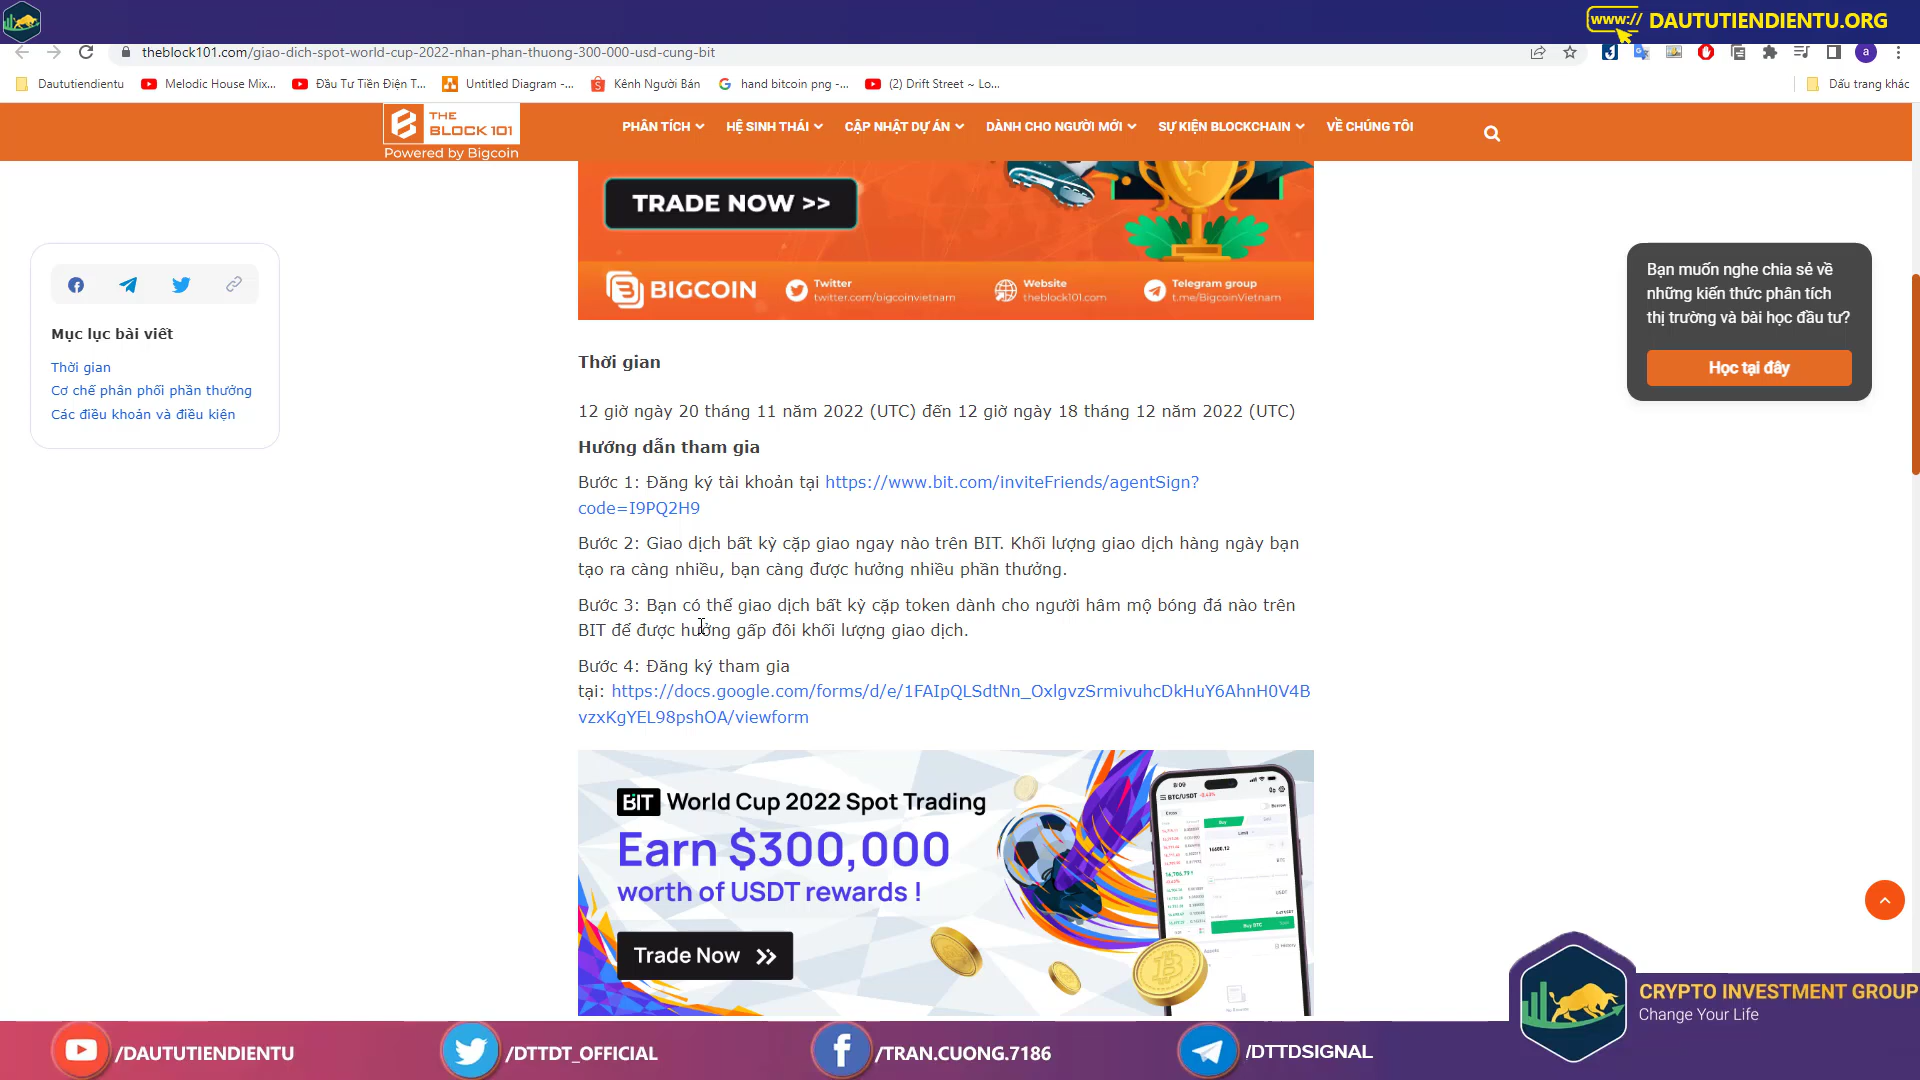 www:// DAUTUTIENDIENTU.ORG
theblock101.com/giao-dich-spot-world-cup-2022-nhan-phan-thuong-300-000-usd-cung-bit
a
Dautututiendientu
Melodic House Mix...
Đầu Tư Tiền Điện T...
Untitled Diagram -...
Kênh Người Bán
hand bitcoin png -...
(2) Drift Street ~ Lo...
Dấu trang khác
THE BLOCK 101
Powered by Bigcoin
PHÂN TÍCH
HỆ SINH THÁI
CẬP NHẬT DỰ ÁN
DÀNH CHO NGƯỜI MỚI
SỰ KIỆN BLOCKCHAIN
VỀ CHÚNG TÔI
TRADE NOW >>
BIGCOIN
Twitter
twitter.com/bigcoinvietnam
Website
theblock101.com
Telegram group
t.me/BigcoinVietnam
Mục lục bài viết
Thời gian
Cơ chế phân phối phần thưởng
Các điều khoản và điều kiện
Bạn muốn nghe chia sẻ về
những kiến thức phân tích
thị trường và bài học đầu tư?
Học tại đây
Thời gian
12 giờ ngày 20 tháng 11 năm 2022 (UTC) đến 12 giờ ngày 18 tháng 12 năm 2022 (UTC)
Hướng dẫn tham gia
Bước 1: Đăng ký tài khoản tại https://www.bit.com/inviteFriends/agentSign?
code=I9PQ2H9
Bước 2: Giao dịch bất kỳ cặp giao ngay nào trên BIT. Khối lượng giao dịch hàng ngày bạn
tạo ra càng nhiều, bạn càng được hưởng nhiều phần thưởng.
Bước 3: Bạn có thể giao dịch bất kỳ cặp token dành cho người hâm mộ bóng đá nào trên
BIT để được hưởng gấp đôi khối lượng giao dịch.
Bước 4: Đăng ký tham gia
tại: https://docs.google.com/forms/d/e/1FAIpQLSdtNn_OxlgvzSrmivuhcDkHuY6AhnH0V4B
vzxKgYEL98pshOA/viewform
BIT World Cup 2022 Spot Trading
Earn $300,000
worth of USDT rewards !
Trade Now >>
8:09
BTC/USDT
Buy
Buy BTC
CRYPTO INVESTMENT GROUP
Change Your Life
/DAUTUTIENDIENTU
/DTTDT_OFFICIAL
/TRAN.CUONG.7186
/DTTDSIGNAL